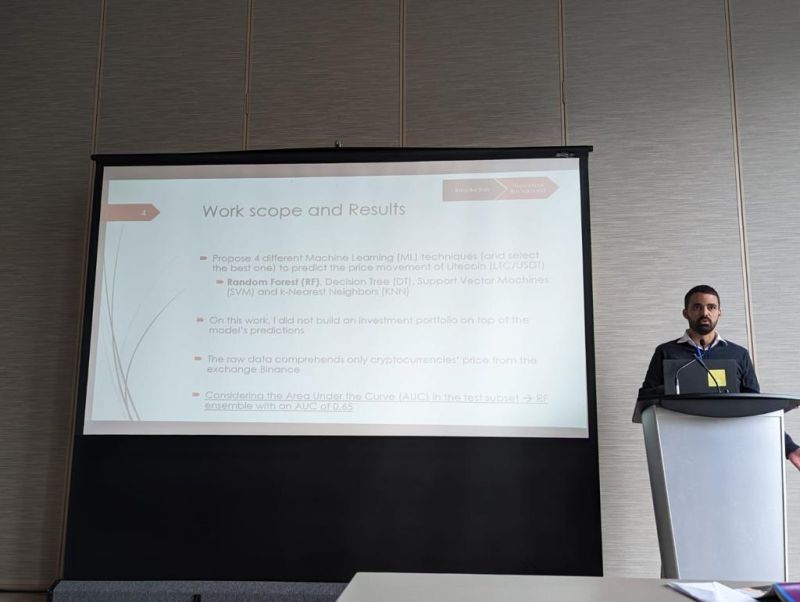 Introduction
4
Work scope and Results
Propose 4 different Machine Learning (ML) techniques (and select
the best one) to predict the price movement of Litecoin (LTC/USDT)
Random Forest (RF), Decision Tree (DT), Support Vector Machines
(SVM) and k-Nearest Neighbors (KNN)
On this work, I did not build an investment portfolio on top of the
model's predictions
The raw data comprehends only cryptocurrencies' price from the
exchange Binance
Considering the Area Under the Curve (AUC) in the test subset → RF
ensemble with an AUC of 0.65